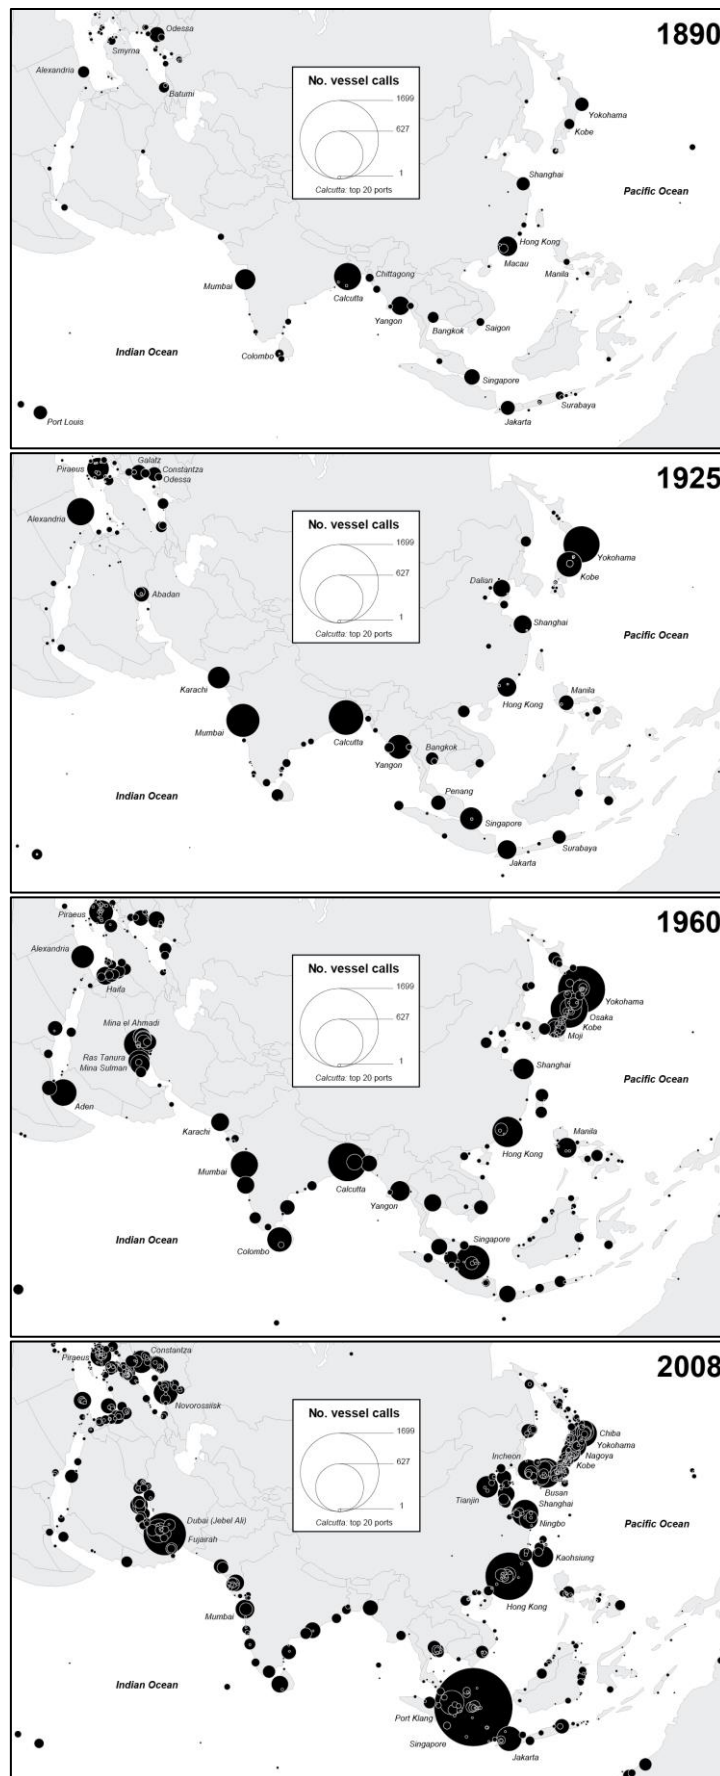 1890
Odessa
Smyrna
Alexandria
Batumi
No. vessel calls
1699
627
1
Calcutta: top 20 ports
Yokohama
Kobe
Shanghai
Pacific Ocean
Hong Kong
Macau
Manila
Mumbai
Calcutta
Chittagong
Yangon
Bangkok
Saigon
Indian Ocean
Colombo
Singapore
Port Louis
Jakarta
Surabaya
1925
Galatz
Piraeus
Constantza
Odessa
Alexandria
No. vessel calls
1699
627
1
Calcutta: top 20 ports
Yokohama
Kobe
Dalian
Abadan
Shanghai
Pacific Ocean
Karachi
Hong Kong
Manila
Mumbai
Calcutta
Yangon
Bangkok
Indian Ocean
Penang
Singapore
Jakarta
Surabaya
1960
Piraeus
Alexandria
Haifa
No. vessel calls
1699
627
1
Calcutta: top 20 ports
Yokohama
Osaka
Kobe
Moji
Mina el Ahmadi
Ras Tanura
Mina Sulman
Shanghai
Pacific Ocean
Aden
Karachi
Hong Kong
Manila
Mumbai
Calcutta
Yangon
Indian Ocean
Colombo
Singapore
2008
Constantza
Piraeus
Novorossiisk
No. vessel calls
1699
627
1
Calcutta: top 20 ports
Chiba
Yokohama
Nagoya
Kobe
Incheon
Busan
Tianjin
Shanghai
Ningbo
Dubai (Jebel Ali)
Fujairah
Pacific Ocean
Kaohsiung
Hong Kong
Mumbai
Indian Ocean
Port Klang
Singapore
Jakarta